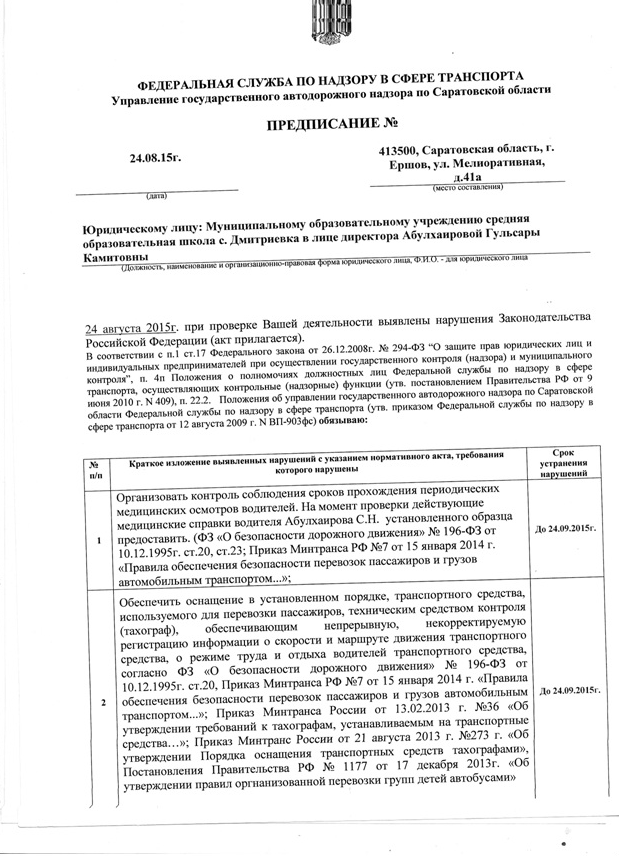 ФЕДЕРАЛЬНАЯ СЛУЖБА ПО НАДЗОРУ В СФЕРЕ ТРАНСПОРТА
Управление государственного автодорожного надзора по Саратовской области
ПРЕДПИСАНИЕ №
24.08.15г.
(дата)
413500, Саратовская область, г.
Ершов, ул. Мелиоративная,
д.41а
(место составления)
Юридическому лицу: Муниципальному образовательному учреждению средняя
образовательная школа с. Дмитриевка в лице директора Абулхаировой Гульсары
Камитовны
(Должность, наименование и организационно-правовая форма юридического лица, Ф.И.О. - для юридического лица
24 августа 2015г. при проверке Вашей деятельности выявлены нарушения Законодательства
Российской Федерации (акт прилагается).
В соответствии с п.1 ст.17 Федерального закона от 26.12.2008г. № 294-ФЗ “О защите прав юридических лиц и
индивидуальных предпринимателей при осуществлении государственного контроля (надзора) и муниципального
контроля”, п. 4п Положения о полномочиях должностных лиц Федеральной службы по надзору в сфере
транспорта, осуществляющих контрольные (надзорные) функции (утв. постановлением Правительства РФ от 9
июня 2010 г. N 409), п. 22.2. Положения об управлении государственного автодорожного надзора по Саратовской
области Федеральной службы по надзору в сфере транспорта (утв. приказом Федеральной службы по надзору в
сфере транспорта от 12 августа 2009 г. N ВП-903фс) обязываю:
№
п/п
Краткое изложение выявленных нарушений с указанием нормативного акта, требования
которого нарушены
Срок
устранения
нарушений
1
Организовать контроль соблюдения сроков прохождения периодических
медицинских осмотров водителей. На момент проверки действующие
медицинские справки водителя Абулхаирова С.Н. установленного образца
предоставить. (ФЗ «О безопасности дорожного движения» № 196-ФЗ от
10.12.1995г. ст.20, ст.23; Приказ Минтранса РФ №7 от 15 января 2014 г.
«Правила обеспечения безопасности перевозок пассажиров и грузов
автомобильным транспортом...»;
До 24.09.2015г.
2
Обеспечить оснащение в установленном порядке, транспортного средства,
используемого для перевозки пассажиров, техническим средством контроля
(тахограф), обеспечивающим непрерывную, некорректируемую
регистрацию информации о скорости и маршруте движения транспортного
средства, о режиме труда и отдыха водителей транспортного средства,
согласно ФЗ «О безопасности дорожного движения» № 196-ФЗ от
10.12.1995г. ст.20, Приказ Минтранса РФ №7 от 15 января 2014 г. «Правила
обеспечения безопасности перевозок пассажиров и грузов автомобильным
транспортом...»; Приказ Минтранса России от 13.02.2013 г. №36 «Об
утверждении требований к тахографам, устанавливаемым на транспортные
средства…»; Приказ Минтранс России от 21 августа 2013 г. №273 г. «Об
утверждении Порядка оснащения транспортных средств тахографами»,
Постановления Правительства РФ № 1177 от 17 декабря 2013г. «Об
утверждении правил оргнанизованной перевозки групп детей автобусами»
До 24.09.2015г.